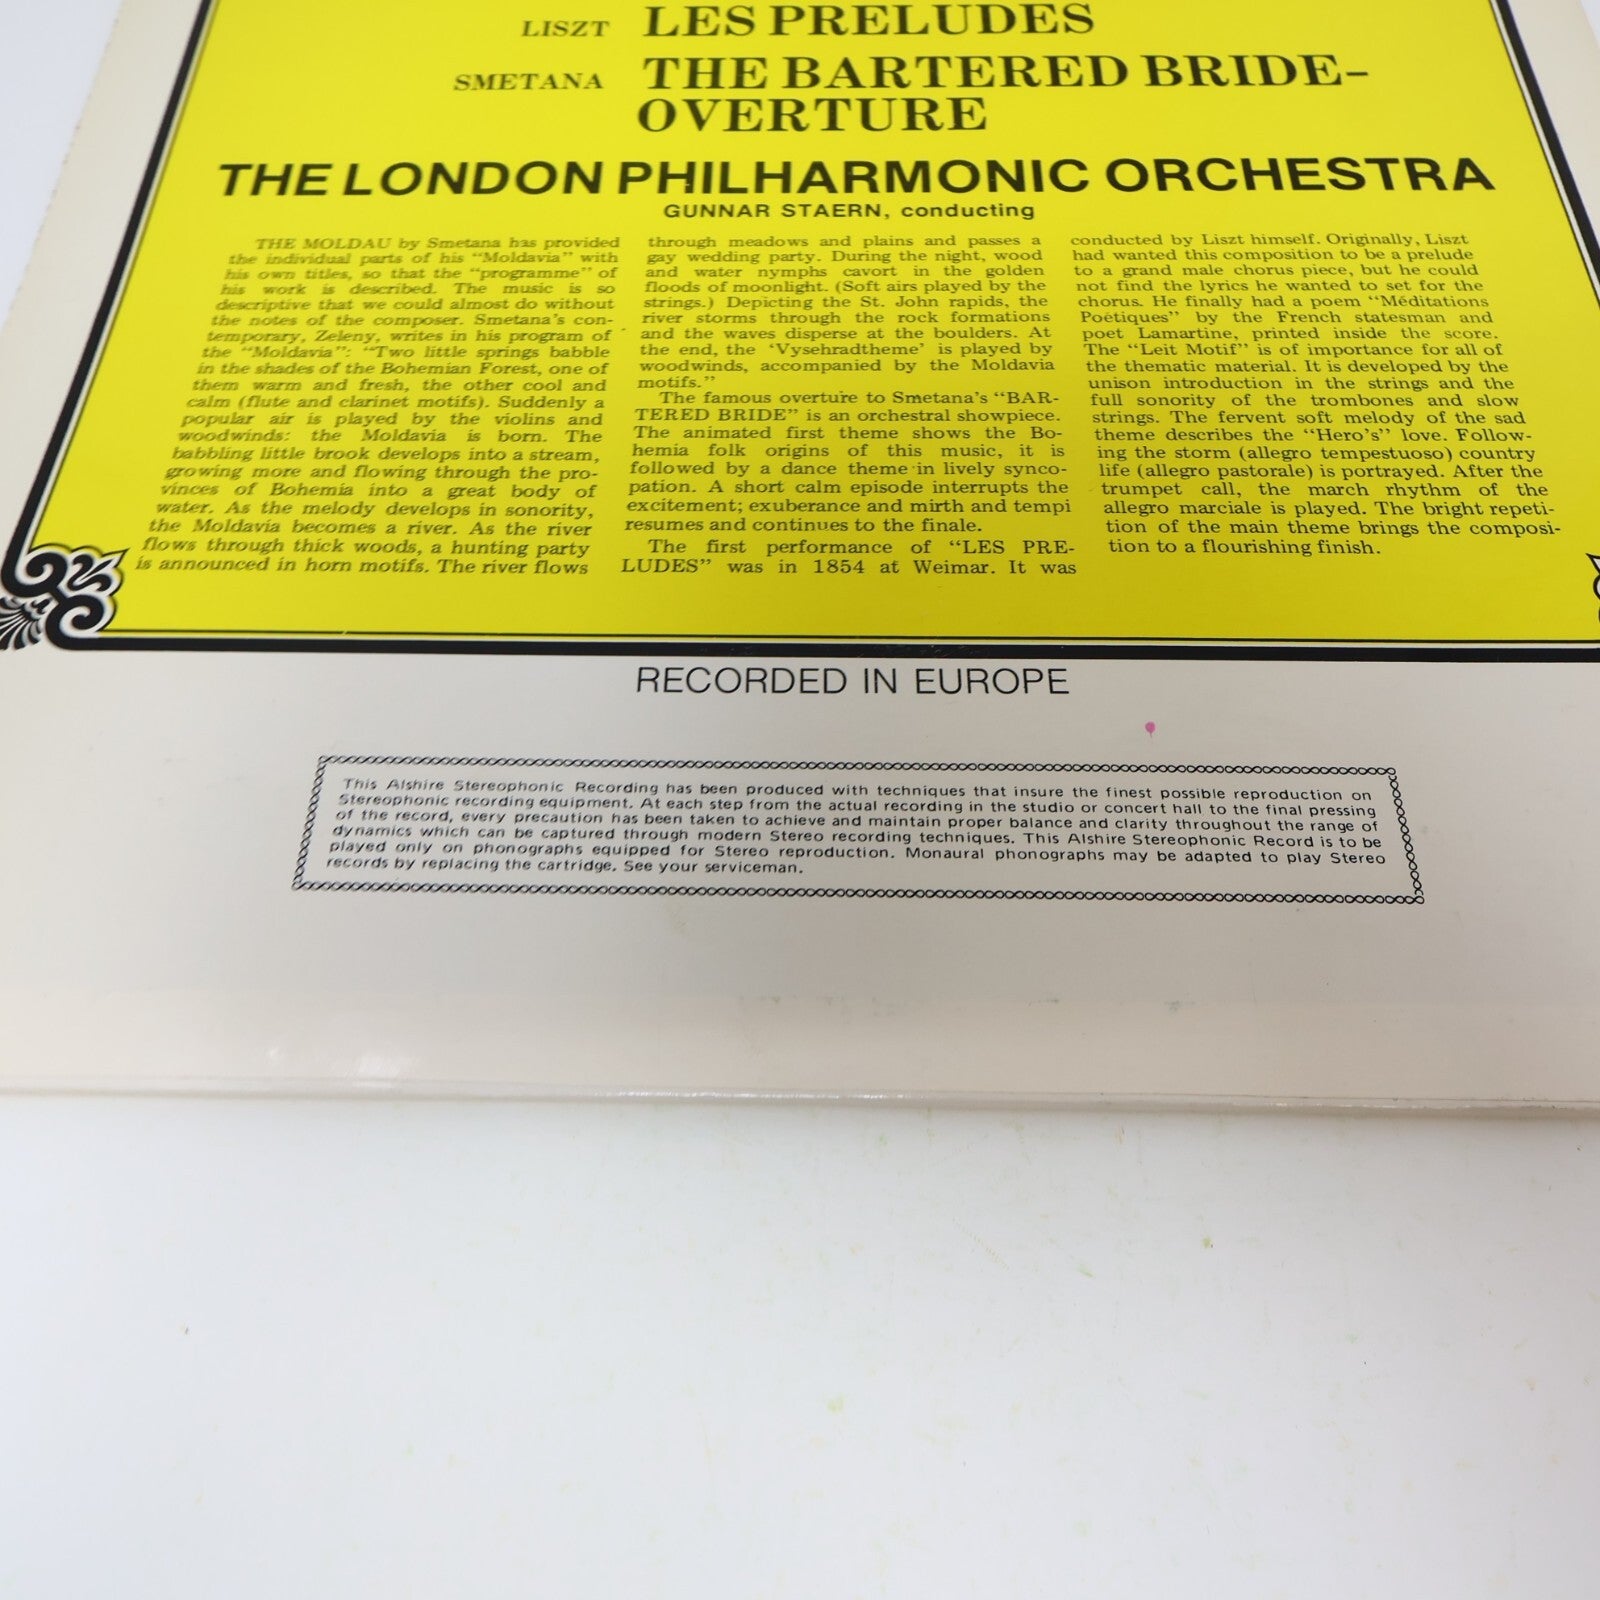 LISZT LES PRELUDES
SMETANA THE BARTERED BRIDE-
OVERTURE
THE LONDON PHILHARMONIC ORCHESTRA
GUNNAR STAERN, conducting
THE MOLDAU by Smetana has provided
the individual parts of his “Moldavia” with
his own titles, so that the “programme” of
his work is described. The music is so
descriptive that we could almost do without
the notes of the composer. Smetana's con-
temporary, Zeleny, writes in his program of
the “Moldavia”: “Two little springs babble
in the shades of the Bohemian Forest, one of
them warm and fresh, the other cool and
calm (flute and clarinet motifs). Suddenly a
popular air is played by the violins and
woodwinds: the Moldavia is born. The
babbling little brook develops into a stream,
growing more and flowing through the pro-
vinces of Bohemia into a great body of
water. As the melody develops in sonority,
the Moldavia becomes a river. As the river
flows through thick woods, a hunting party
is announced in horn motifs. The river flows
through meadows and plains and passes a
gay wedding party. During the night, wood
and water nymphs cavort in the golden
floods of moonlight. (Soft airs played by the
strings.) Depicting the St. John rapids, the
river storms through the rock formations
and the waves disperse at the boulders. At
the end, the ‘Vysehradtheme’ is played by
woodwinds, accompanied by the Moldavia
motifs.”
The famous overture to Smetana's “BAR-
TERED BRIDE” is an orchestral showpiece.
The animated first theme shows the Bo-
hemia folk origins of this music, it is
followed by a dance theme in lively synco-
pation. A short calm episode interrupts the
excitement; exuberance and mirth and tempi
resumes and continues to the finale.
The first performance of “LES PRE-
LUDES” was in 1854 at Weimar. It was
conducted by Liszt himself. Originally, Liszt
had wanted this composition to be a prelude
to a grand male chorus piece, but he could
not find the lyrics he wanted to set for the
chorus. He finally had a poem “Méditations
Poétiques” by the French statesman and
poet Lamartine, printed inside the score.
The “Leit Motif” is of importance for all of
the thematic material. It is developed by the
unison introduction in the strings and the
full sonority of the trombones and slow
strings. The fervent soft melody of the sad
theme describes the “Hero's” love. Follow-
ing the storm (allegro tempestuoso) country
life (allegro pastorale) is portrayed. After the
trumpet call, the march rhythm of the
allegro marciale is played. The bright repeti-
tion of the main theme brings the composi-
tion to a flourishing finish.
RECORDED IN EUROPE
This Alshire Stereophonic Recording has been produced with techniques that insure the finest possible reproduction on
Stereophonic recording equipment. At each step from the actual recording in the studio or concert hall to the final pressing
of the record, every precaution has been taken to achieve and maintain proper balance and clarity throughout the range of
dynamics which can be captured through modern Stereo recording techniques. This Alshire Stereophonic Record is to be
played only on phonographs equipped for Stereo reproduction. Monaural phonographs may be adapted to play Stereo
records by replacing the cartridge. See your serviceman.